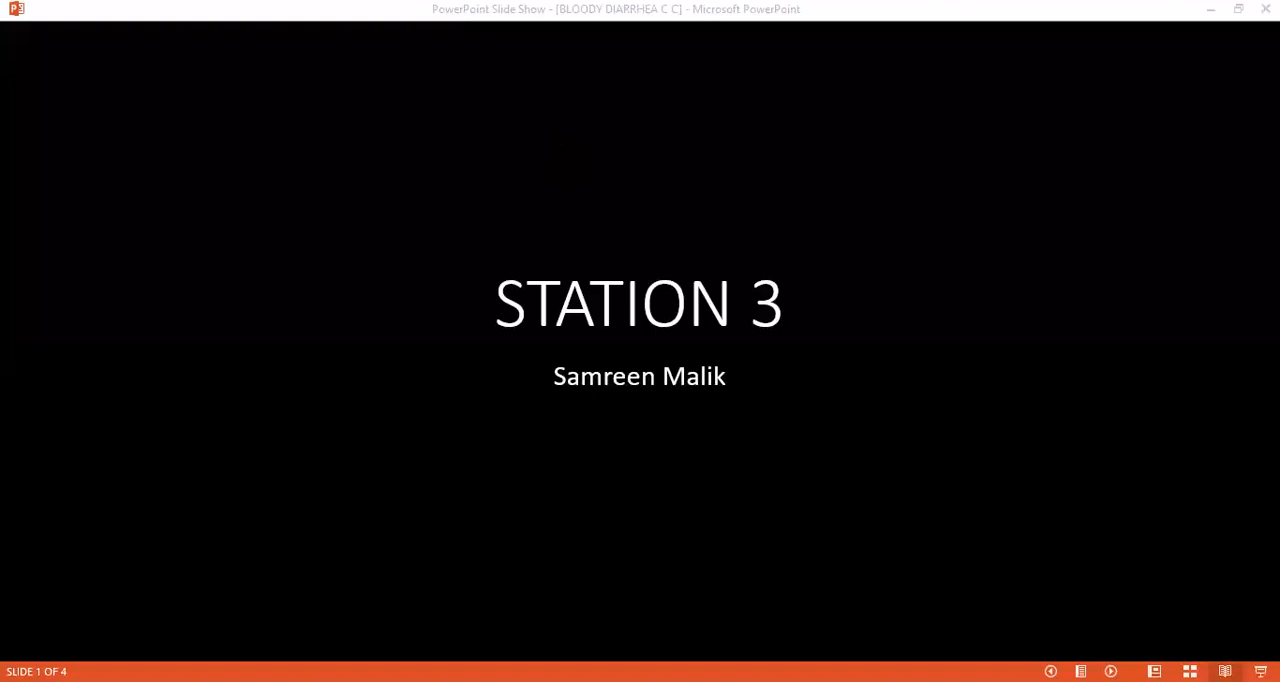 PowerPoint Slide Show - [BLOODY DIARRHEA C C] - Microsoft PowerPoint
STATION 3
Samreen Malik
SLIDE 1 OF 4